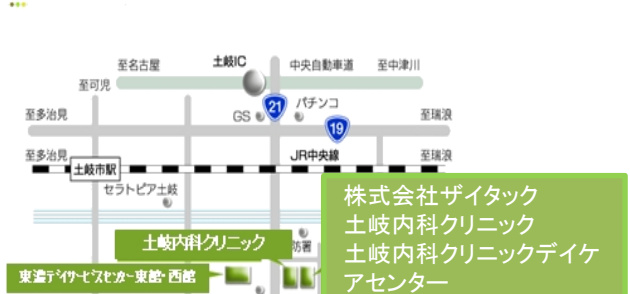 至名古屋
土岐IC
中央自動車道
至中津川
至可児
至多治見
GS
21
パチンコ
19
至瑞浪
至多治見
土岐市駅
JR中央線
至瑞浪
セラトピア土岐
株式会社ザイタック
土岐内科クリニック
土岐内科クリニックデイケ
アセンター
土岐内科クリニック
防署
東濃デイサービスセンター東館・西館